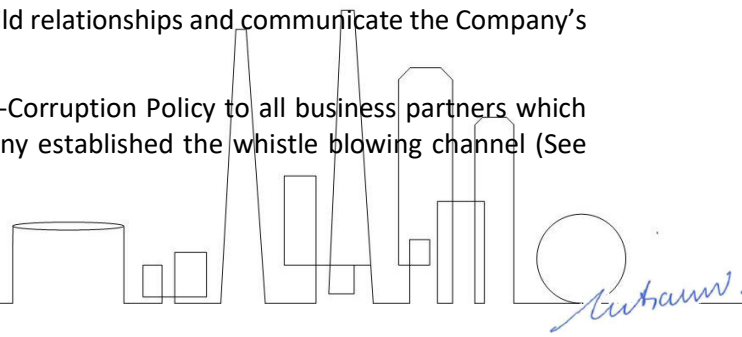 ld relationships and communicate the Company’s
-Corruption Policy to all business partners which
ny established the whistle blowing channel (See